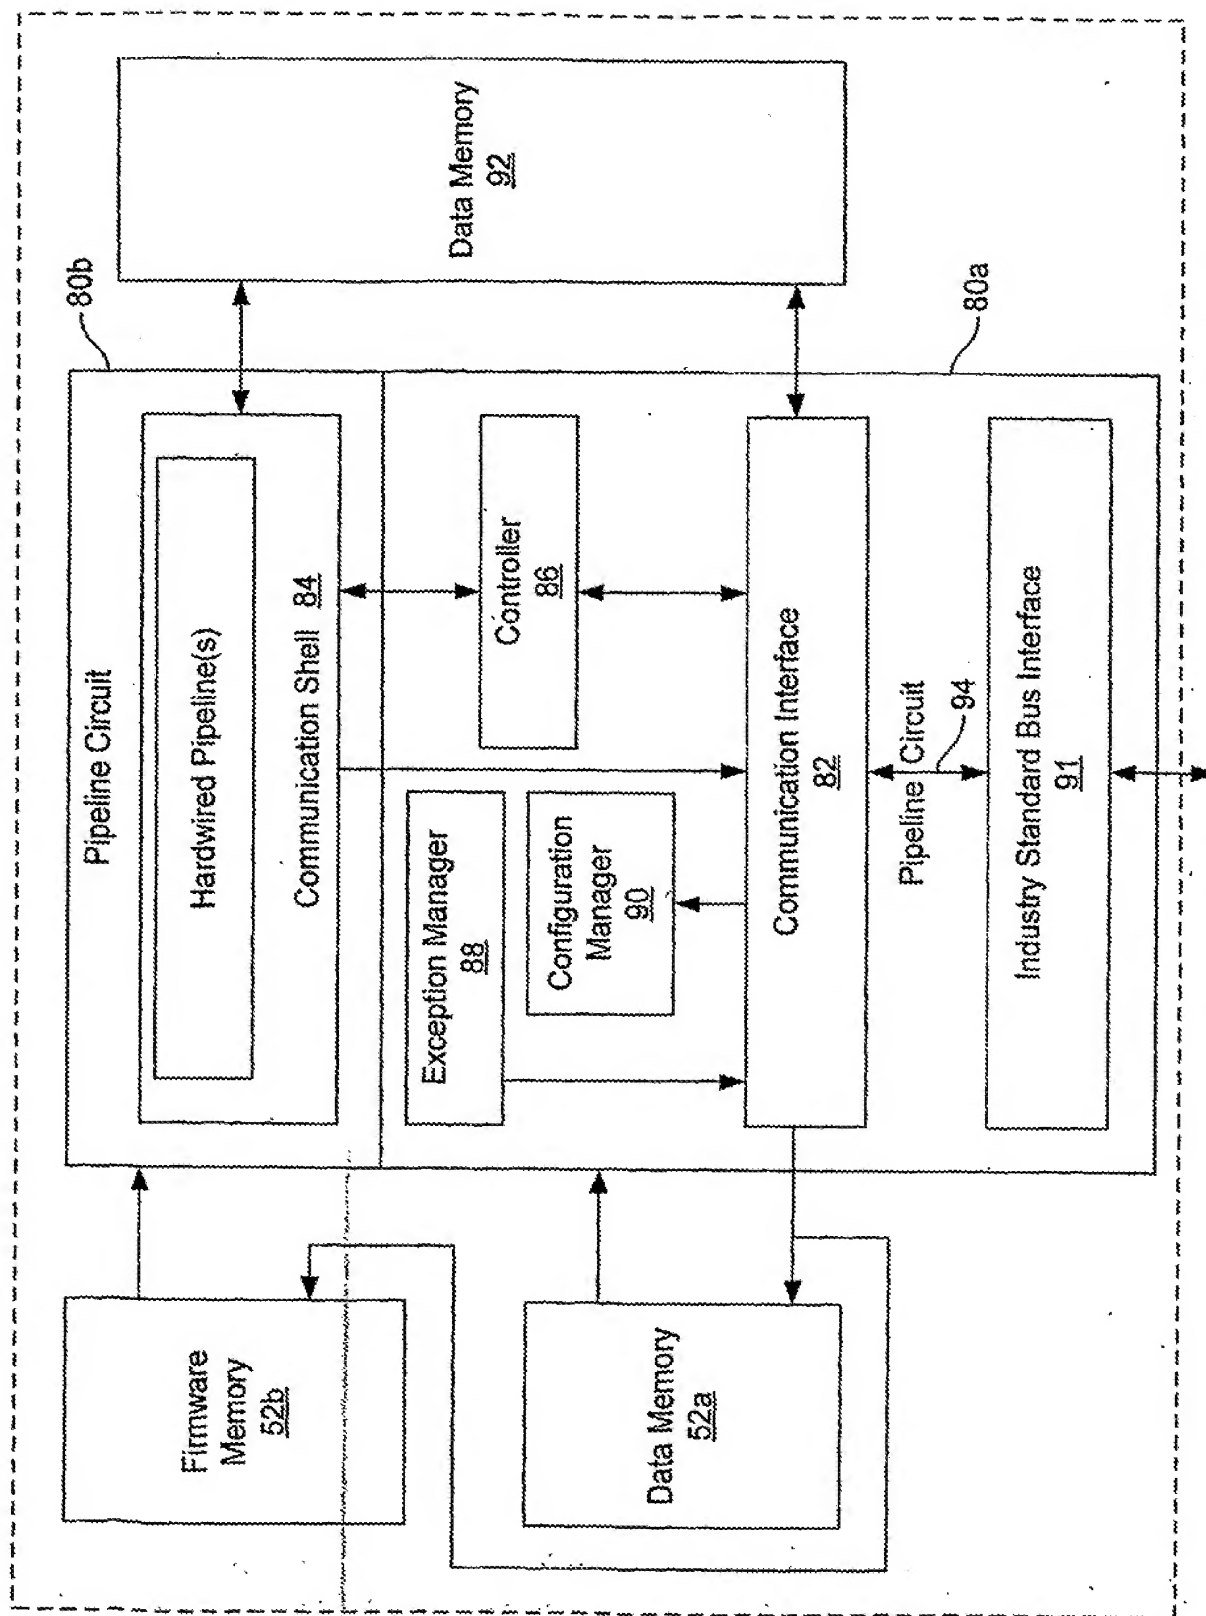 Data Memory
92
80b
80a
Pipeline Circuit
Hardwired Pipeline(s)
Communication Shell 84
Controller
86
Exception Manager
88
Configuration
Manager
90
Communication Interface
82
Pipeline Circuit
94
Industry Standard Bus Interface
91
Firmware
Memory
52b
Data Memory
52a